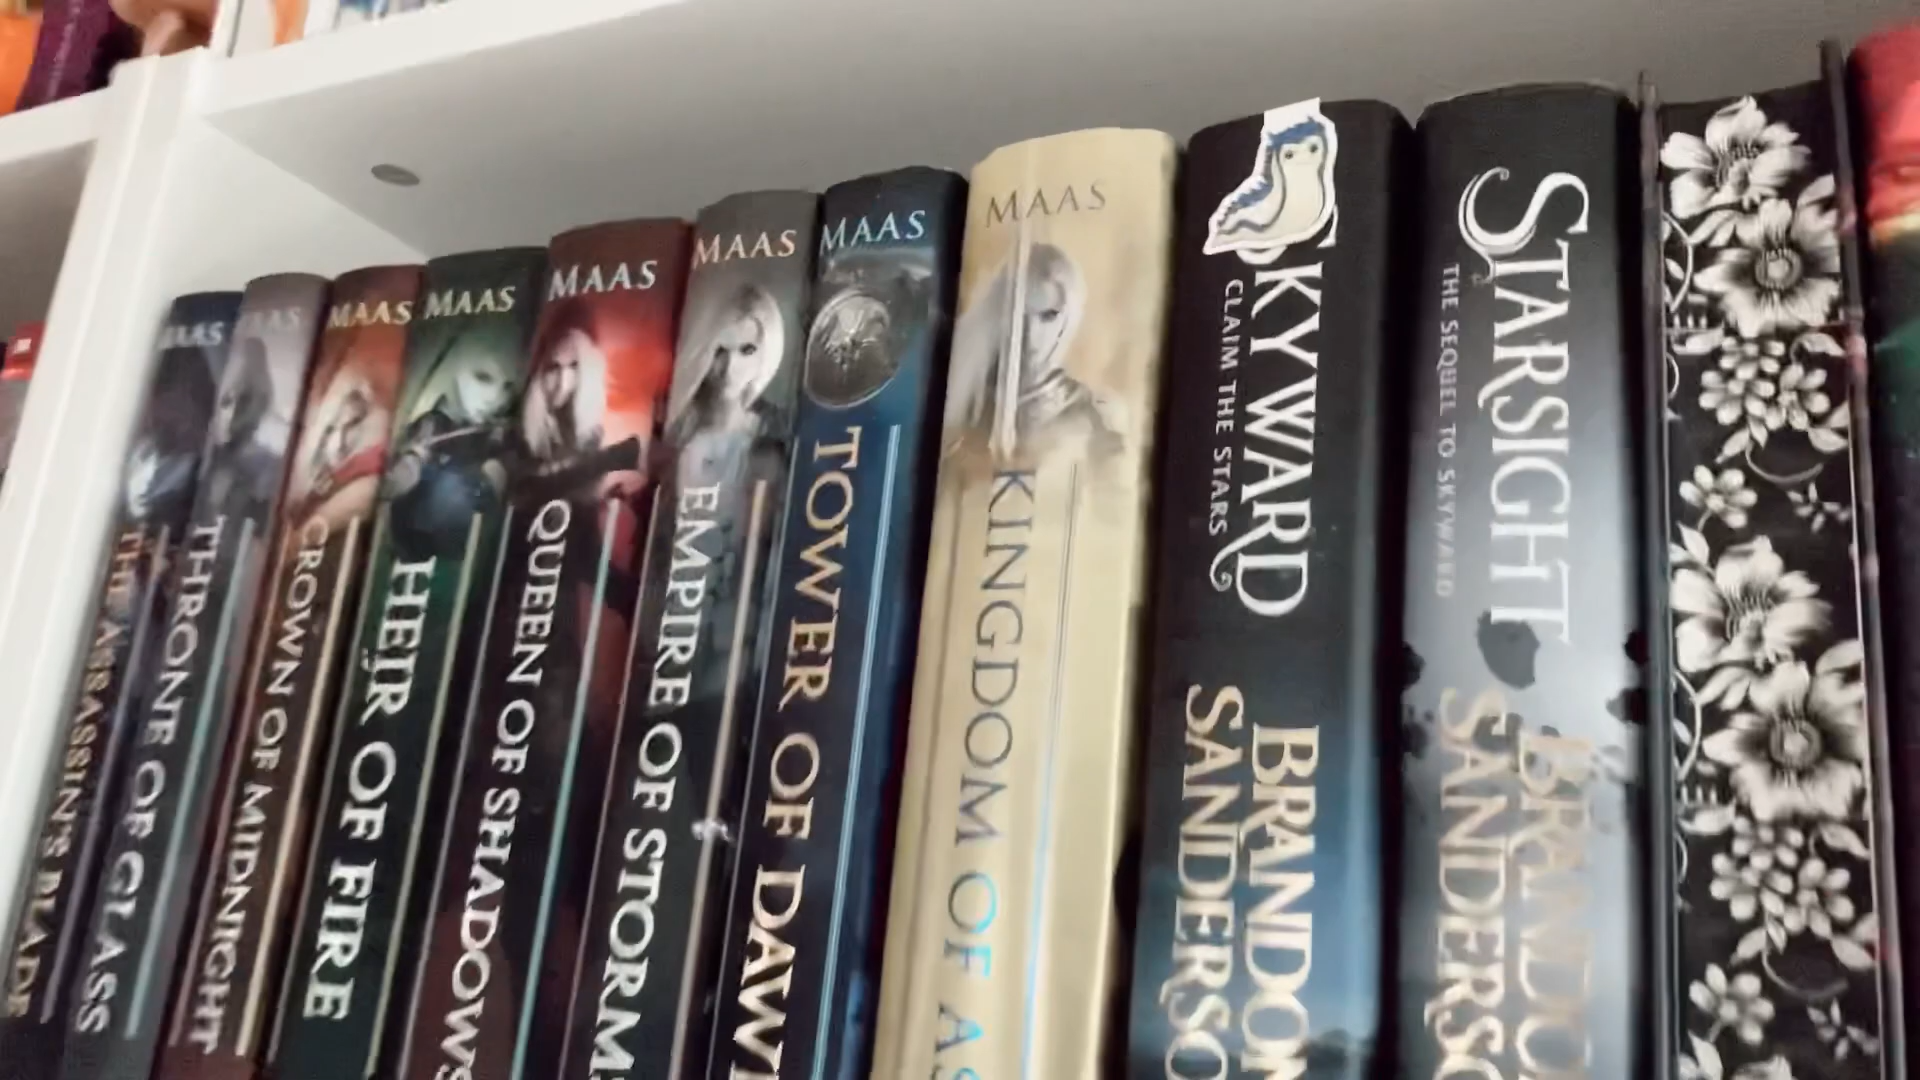 MAAS
THE ASSASSIN'S BLADE
MAAS
THRONE OF GLASS
MAAS
CROWN OF MIDNIGHT
MAAS
HEIR OF FIRE
MAAS
QUEEN OF SHADOWS
MAAS
EMPIRE OF STORM
MAAS
TOWER OF DAW
MAAS
KINGDOM OF AS
SKYWARD
CLAIM THE STARS
BRANDON
SANDERSO
STARSIGHT
THE SEQUEL TO SKYWARD
BRANDO
SANDERSO